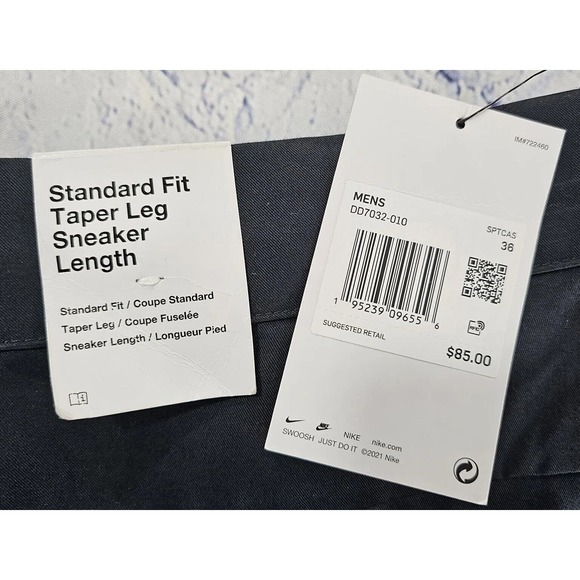 Standard Fit
Taper Leg
Sneaker
Length
Standard Fit / Coupe Standard
Taper Leg / Coupe Fuselée
Sneaker Length / Longueur Pied
i
IM#722460
MENS
DD7032-010
SPTCAS
36
1 95239 09655 6
RFID
SUGGESTED RETAIL
$85.00
NIKE
NIKE nike.com
SWOOSH JUST DO IT ©2021 Nike